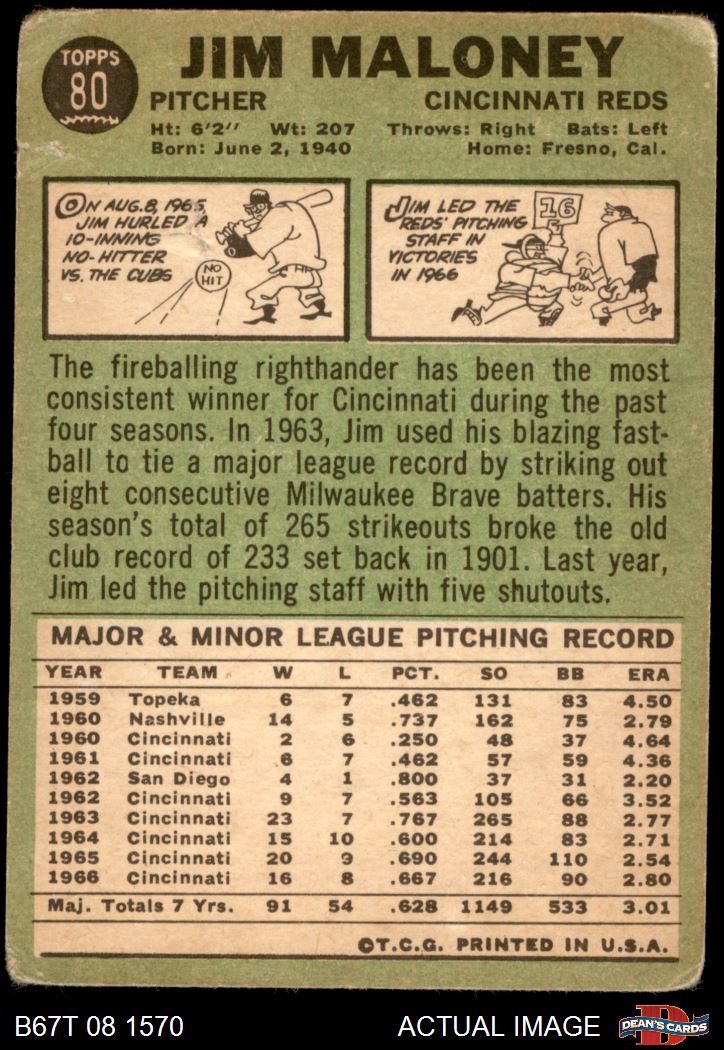 TOPPS
80
JIM MALONEY
PITCHER CINCINNATI REDS
Ht: 6'2" Wt: 207 Throws: Right Bats: Left
Born: June 2, 1940 Home: Fresno, Cal.
ON AUG. 8, 1965,
JIM HURLED A
10-INNING
NO-HITTER
VS. THE CUBS
NO
HIT
JIM LED THE
REDS' PITCHING
STAFF IN
VICTORIES
IN 1966
16
The fireballing righthander has been the most
consistent winner for Cincinnati during the past
four seasons. In 1963, Jim used his blazing fast-
ball to tie a major league record by striking out
eight consecutive Milwaukee Brave batters. His
season's total of 265 strikeouts broke the old
club record of 233 set back in 1901. Last year,
Jim led the pitching staff with five shutouts.
MAJOR & MINOR LEAGUE PITCHING RECORD
YEAR TEAM W L PCT. SO BB ERA
1959 Topeka 6 7 .462 131 83 4.50
1960 Nashville 14 5 .737 162 75 2.79
1960 Cincinnati 2 6 .250 48 37 4.64
1961 Cincinnati 6 7 .462 57 59 4.36
1962 San Diego 4 1 .800 37 31 2.20
1962 Cincinnati 9 7 .563 105 66 3.52
1963 Cincinnati 23 7 .767 265 88 2.77
1964 Cincinnati 15 10 .600 214 83 2.71
1965 Cincinnati 20 9 .690 244 110 2.54
1966 Cincinnati 16 8 .667 216 90 2.80
Maj. Totals 7 Yrs. 91 54 .628 1149 533 3.01
©T.C.G. PRINTED IN U.S.A.
B67T 08 1570 ACTUAL IMAGE
D
DEAN'S CARDS